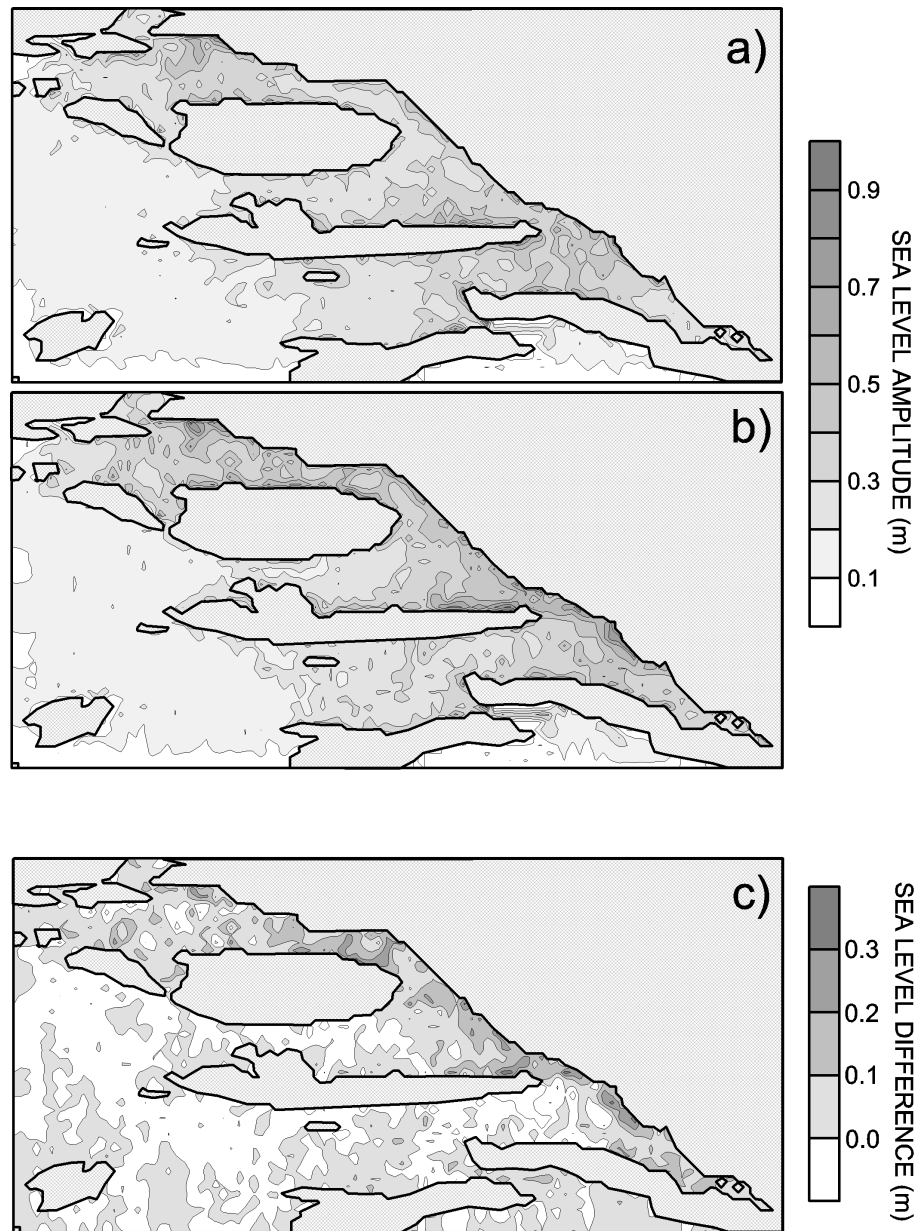 a)
0.9
0.7
0.5
0.3
0.1
SEA LEVEL AMPLITUDE (m)
b)
c)
0.3
0.2
0.1
0.0
SEA LEVEL DIFFERENCE (m)